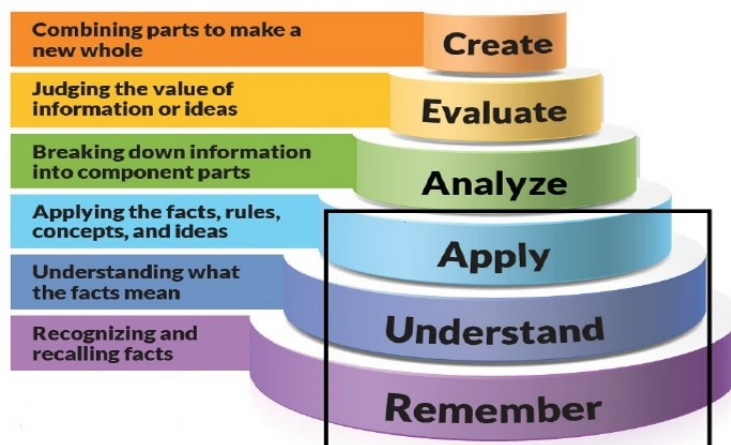 Combining parts to make a
new whole
Create
Judging the value of
information or ideas
Evaluate
Breaking down information
into component parts
Analyze
Applying the facts, rules,
concepts, and ideas
Apply
Understanding what
the facts mean
Understand
Recognizing and
recalling facts
Remember